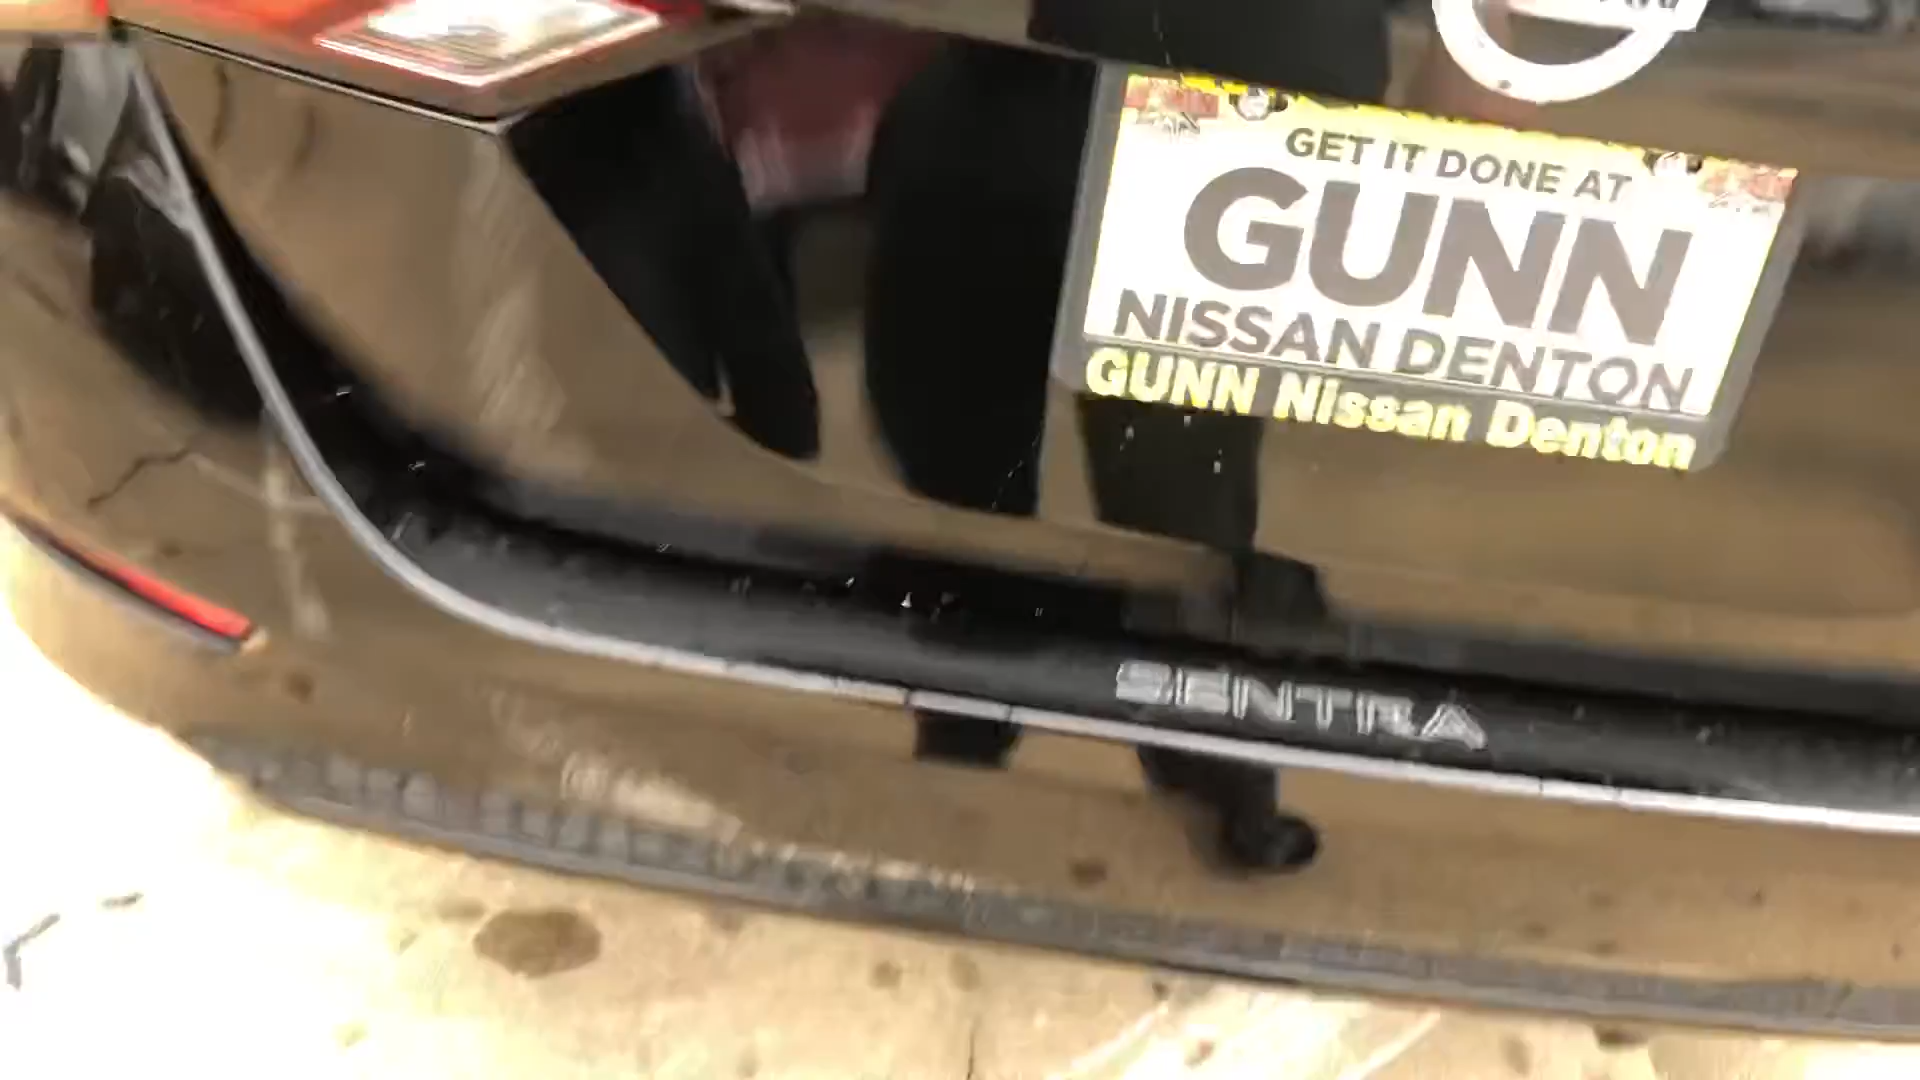 GET IT DONE AT
GUNN
NISSAN DENTON
GUNN Nissan Denton
SENTRA